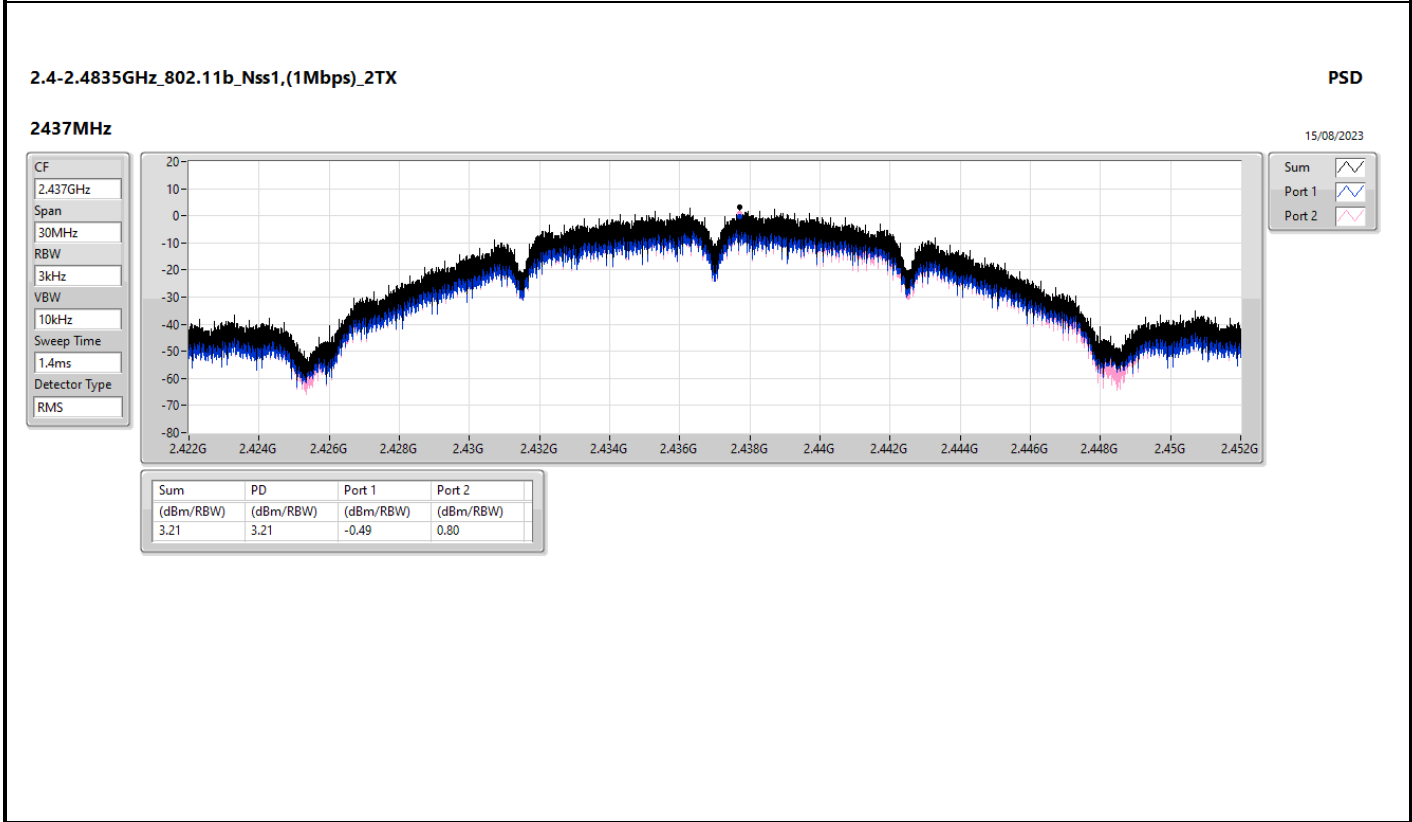 2.4-2.4835GHz_802.11b_Nss1,(1Mbps)_2TX
PSD
2437MHz
15/08/2023
CF
2.437GHz
Span
30MHz
RBW
3kHz
VBW
10kHz
Sweep Time
1.4ms
Detector Type
RMS
20
10
0
-10
-20
-30
-40
-50
-60
-70
-80
2.422G 2.424G 2.426G 2.428G 2.43G 2.432G 2.434G 2.436G 2.438G 2.44G 2.442G 2.444G 2.446G 2.448G 2.45G 2.452G
Sum
Port 1
Port 2
Sum PD Port 1 Port 2
(dBm/RBW) (dBm/RBW) (dBm/RBW) (dBm/RBW)
3.21 3.21 -0.49 0.80